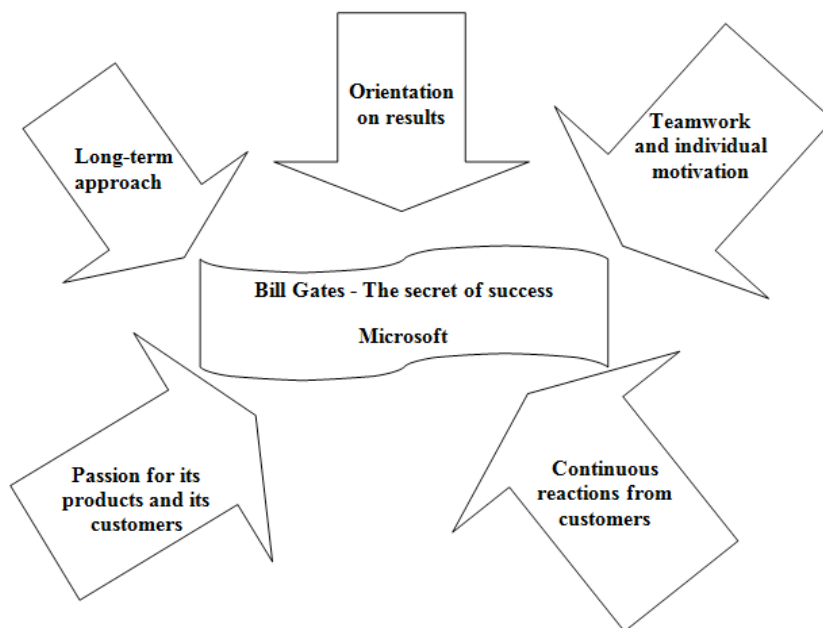 Orientation
on results
Long-term
approach
Teamwork
and individual
motivation
Bill Gates - The secret of success
Microsoft
Passion for its
products and its
customers
Continuous
reactions from
customers